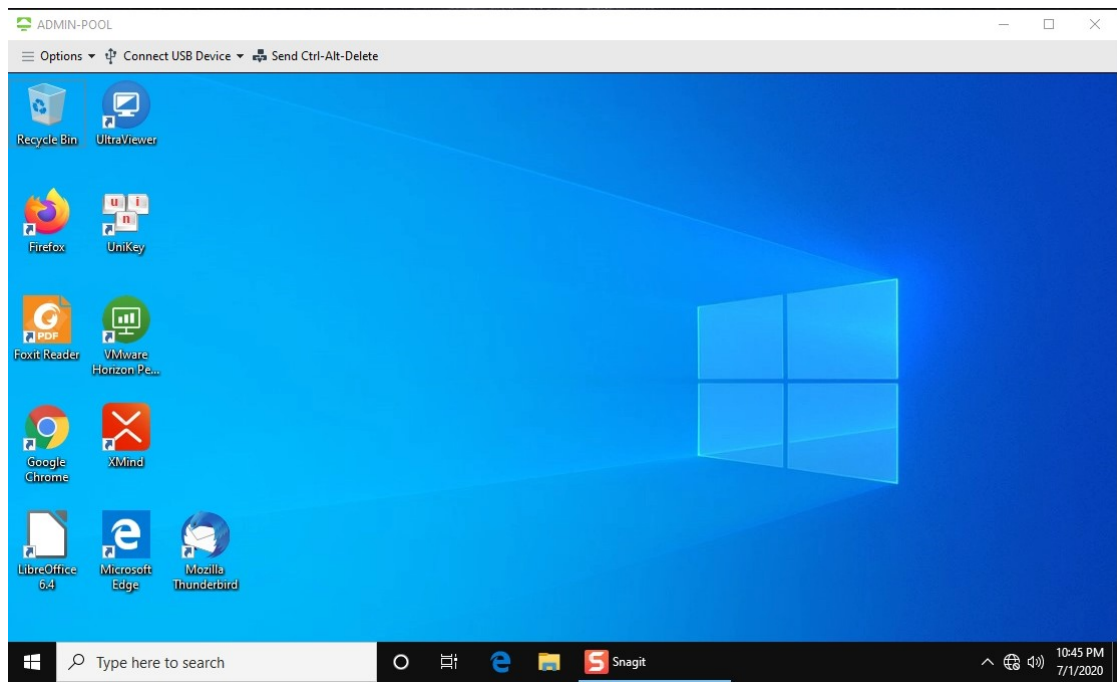 ADMIN-POOL
Options Connect USB Device Send Ctrl-Alt-Delete
Recycle Bin
UltraViewer
Firefox
u i
n
UniKey
PDF
Foxit Reader
VMware
Horizon Pe...
Google
Chrome
XMind
LibreOffice
6.4
Microsoft
Edge
Mozilla
Thunderbird
Type here to search
Snagit
10:45 PM
7/1/2020